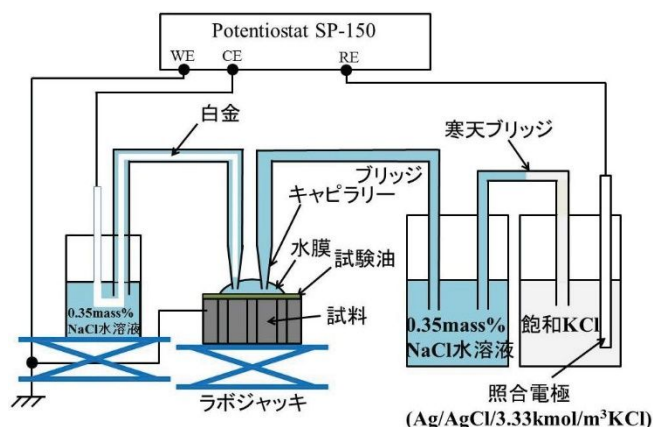 Potentiostat SP-150
WE
CE
RE
白金
寒天ブリッジ
ブリッジ
キャピラリー
水膜
試験油
試料
0.35mass%
NaCl水溶液
0.35mass%
NaCl水溶液
飽和KCl
ラボジャッキ
照合電極
(Ag/AgCl/3.33kmol/m³KCl)